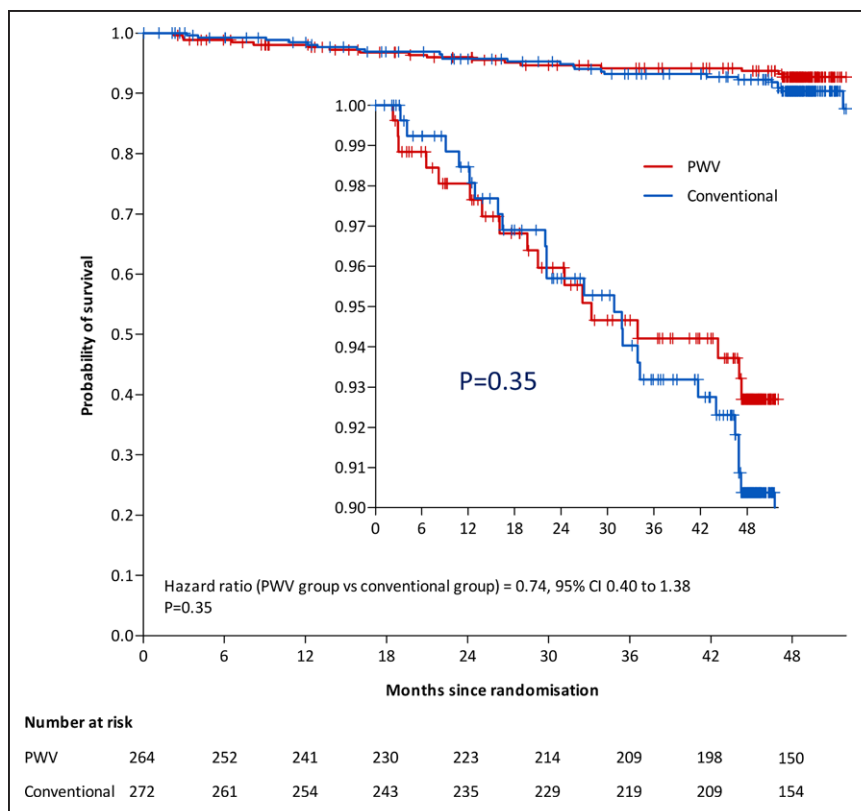 1.0
0.9
0.8
0.7
0.6
0.5
0.4
0.3
0.2
0.1
0.0
Probability of survival
1.00
0.99
0.98
0.97
0.96
0.95
0.94
0.93
0.92
0.91
0.90
PWV
Conventional
P=0.35
0 6 12 18 24 30 36 42 48
Hazard ratio (PWV group vs conventional group) = 0.74, 95% CI 0.40 to 1.38
P=0.35
0 6 12 18 24 30 36 42 48
Months since randomisation
Number at risk
PWV 264 252 241 230 223 214 209 198 150
Conventional 272 261 254 243 235 229 219 209 154